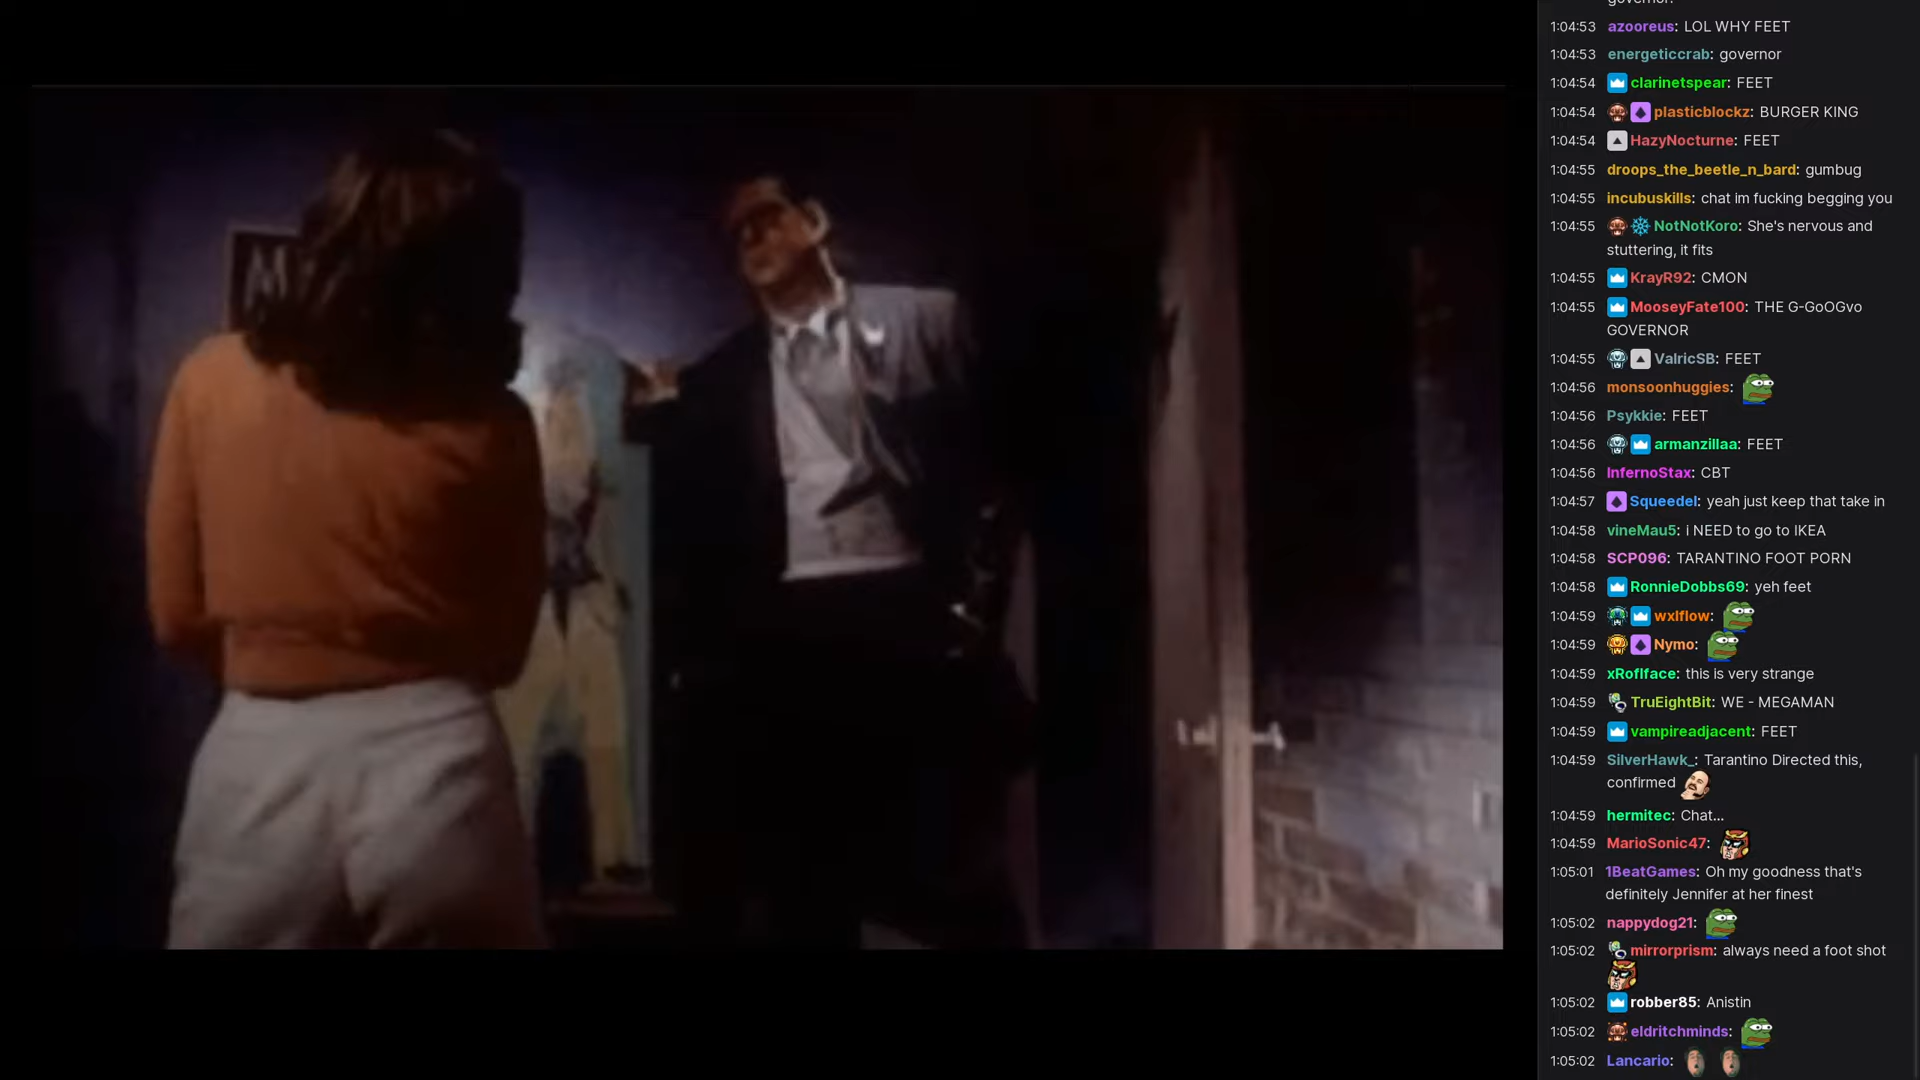 governor!
1:04:53 azooreus: LOL WHY FEET
1:04:53 energeticcrab: governor
1:04:54 clarinetspear: FEET
1:04:54 plasticblockz: BURGER KING
1:04:54 HazyNocturne: FEET
1:04:55 droops_the_beetle_n_bard: gumbug
1:04:55 incubuskills: chat im fucking begging you
1:04:55 NotNotKoro: She's nervous and
stuttering, it fits
1:04:55 KrayR92: CMON
1:04:55 MooseyFate100: THE G-GoOGvo
GOVERNOR
1:04:55 ValricSB: FEET
1:04:56 monsoonhuggies:
1:04:56 Psykkie: FEET
1:04:56 armanzillaa: FEET
1:04:56 InfernoStax: CBT
1:04:57 Squeedel: yeah just keep that take in
1:04:58 vineMau5: i NEED to go to IKEA
1:04:58 SCP096: TARANTINO FOOT PORN
1:04:58 RonnieDobbs69: yeh feet
1:04:59 wxlflow:
1:04:59 Nymo:
1:04:59 xRoflface: this is very strange
1:04:59 TruEightBit: WE - MEGAMAN
1:04:59 vampireadjacent: FEET
1:04:59 SilverHawk_: Tarantino Directed this,
confirmed
1:04:59 hermitec: Chat...
1:04:59 MarioSonic47:
1:05:01 1BeatGames: Oh my goodness that's
definitely Jennifer at her finest
1:05:02 nappydog21:
1:05:02 mirrorprism: always need a foot shot
1:05:02 robber85: Anistin
1:05:02 eldritchminds:
1:05:02 Lancario: